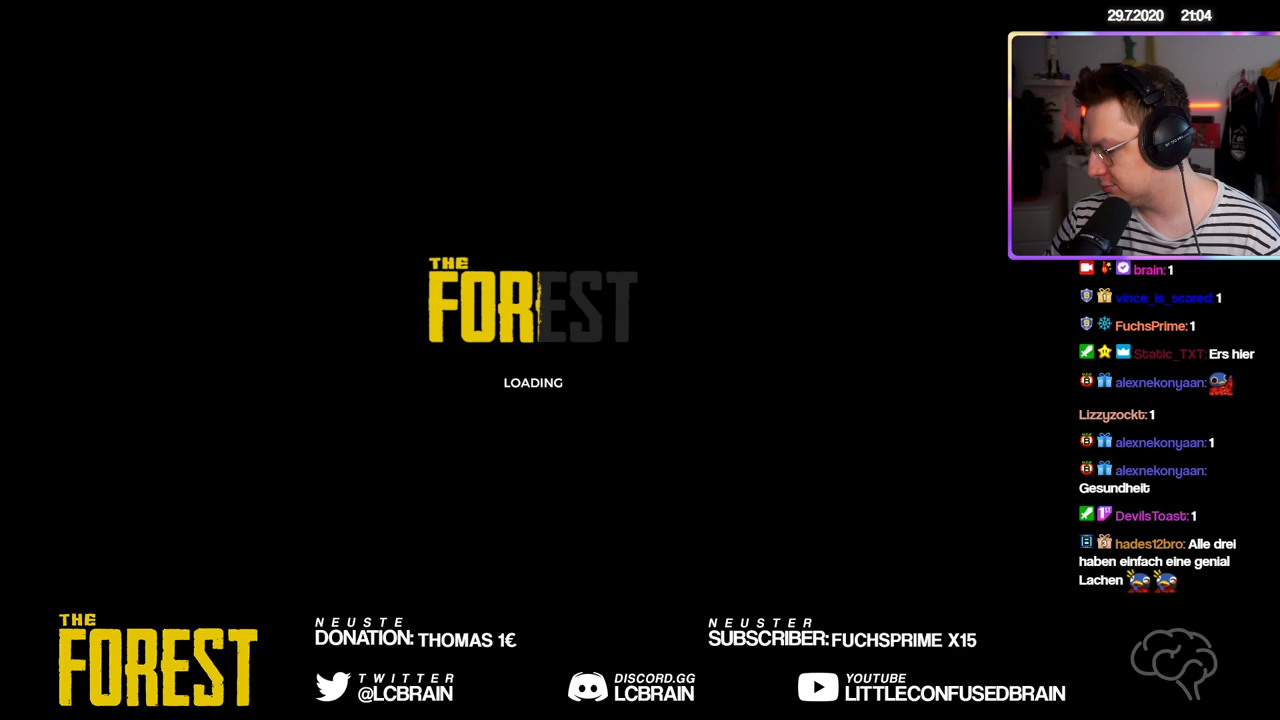 29.7.2020 21:04
THE
FOREST
LOADING
brain: 1
vince_is_scared: 1
FuchsPrime: 1
Static_TXT: Ers hier
alexnekonyaan:
Lizzyzockt: 1
alexnekonyaan: 1
alexnekonyaan:
Gesundheit
DevilsToast: 1
hades12bro: Alle drei
haben einfach eine genial
Lachen
THE
FOREST
NEUSTE
DONATION: THOMAS 1€
NEUSTER
SUBSCRIBER: FUCHSPRIME X15
TWITTER
@LCBRAIN
DISCORD.GG
LCBRAIN
YOUTUBE
LITTLECONFUSEDBRAIN